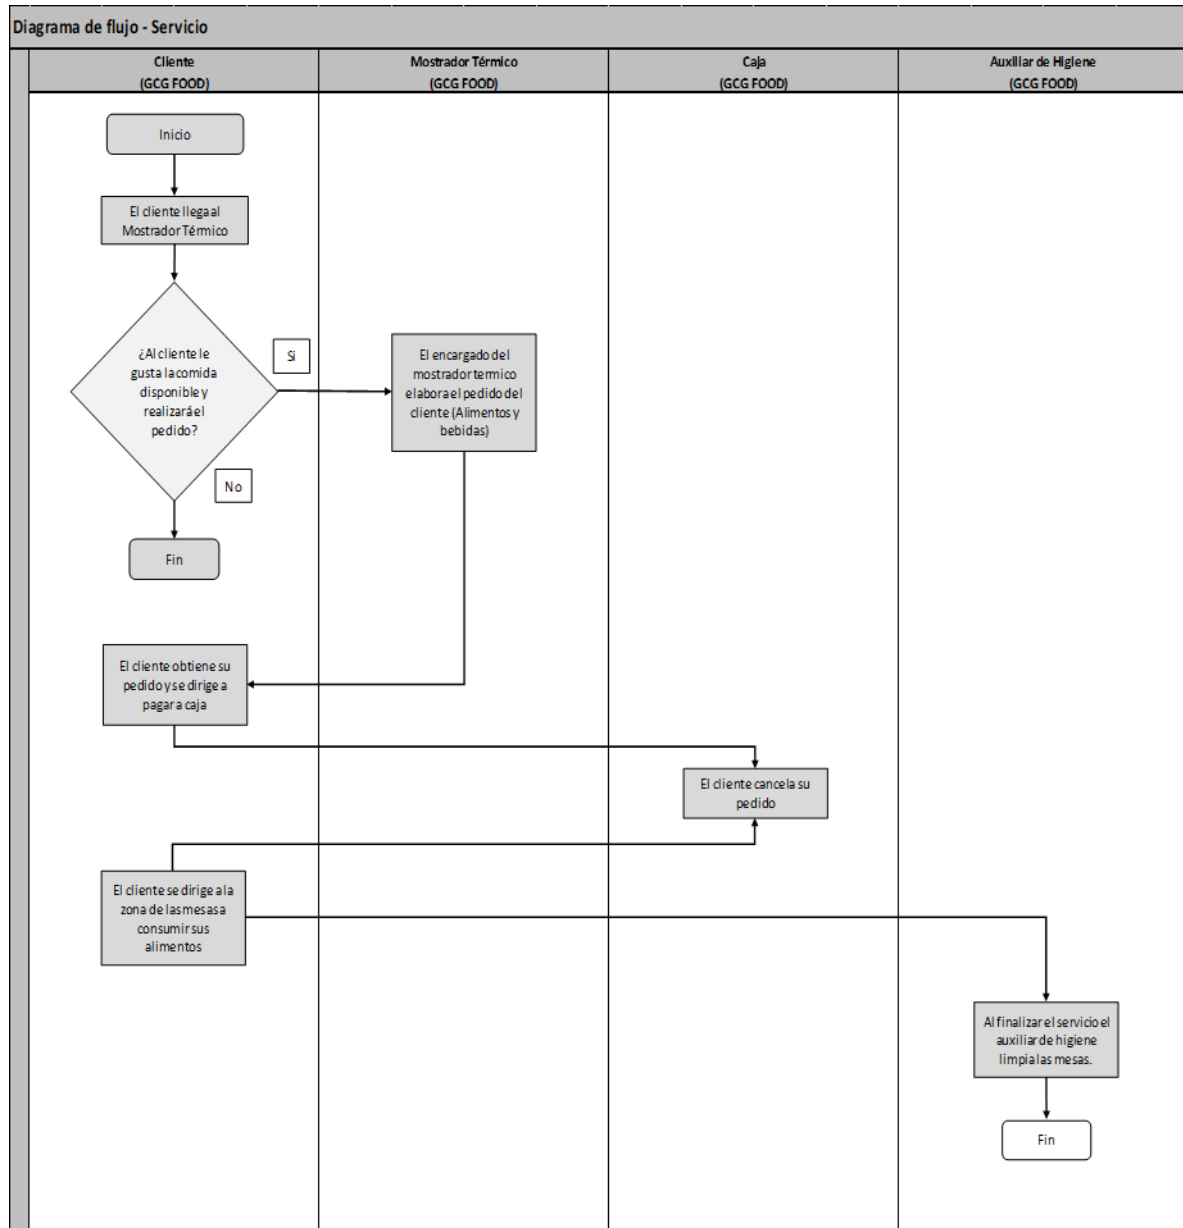 Diagrama de flujo - Servicio
Cliente
(GCG FOOD)
Mostrador Térmico
(GCG FOOD)
Caja
(GCG FOOD)
Auxiliar de Higiene
(GCG FOOD)
Inicio
El cliente llega al
Mostrador Térmico
¿Al cliente le
gusta la comida
disponible y
realizará el
pedido?
Si
El encargado del
mostrador termico
elabora el pedido del
cliente (Alimentos y
bebidas)
No
Fin
El cliente obtiene su
pedido y se dirige a
pagar a caja
El cliente cancela su
pedido
El cliente se dirige a la
zona de las mesas a
consumir sus
alimentos
Al finalizar el servicio el
auxiliar de higiene
limpia las mesas.
Fin